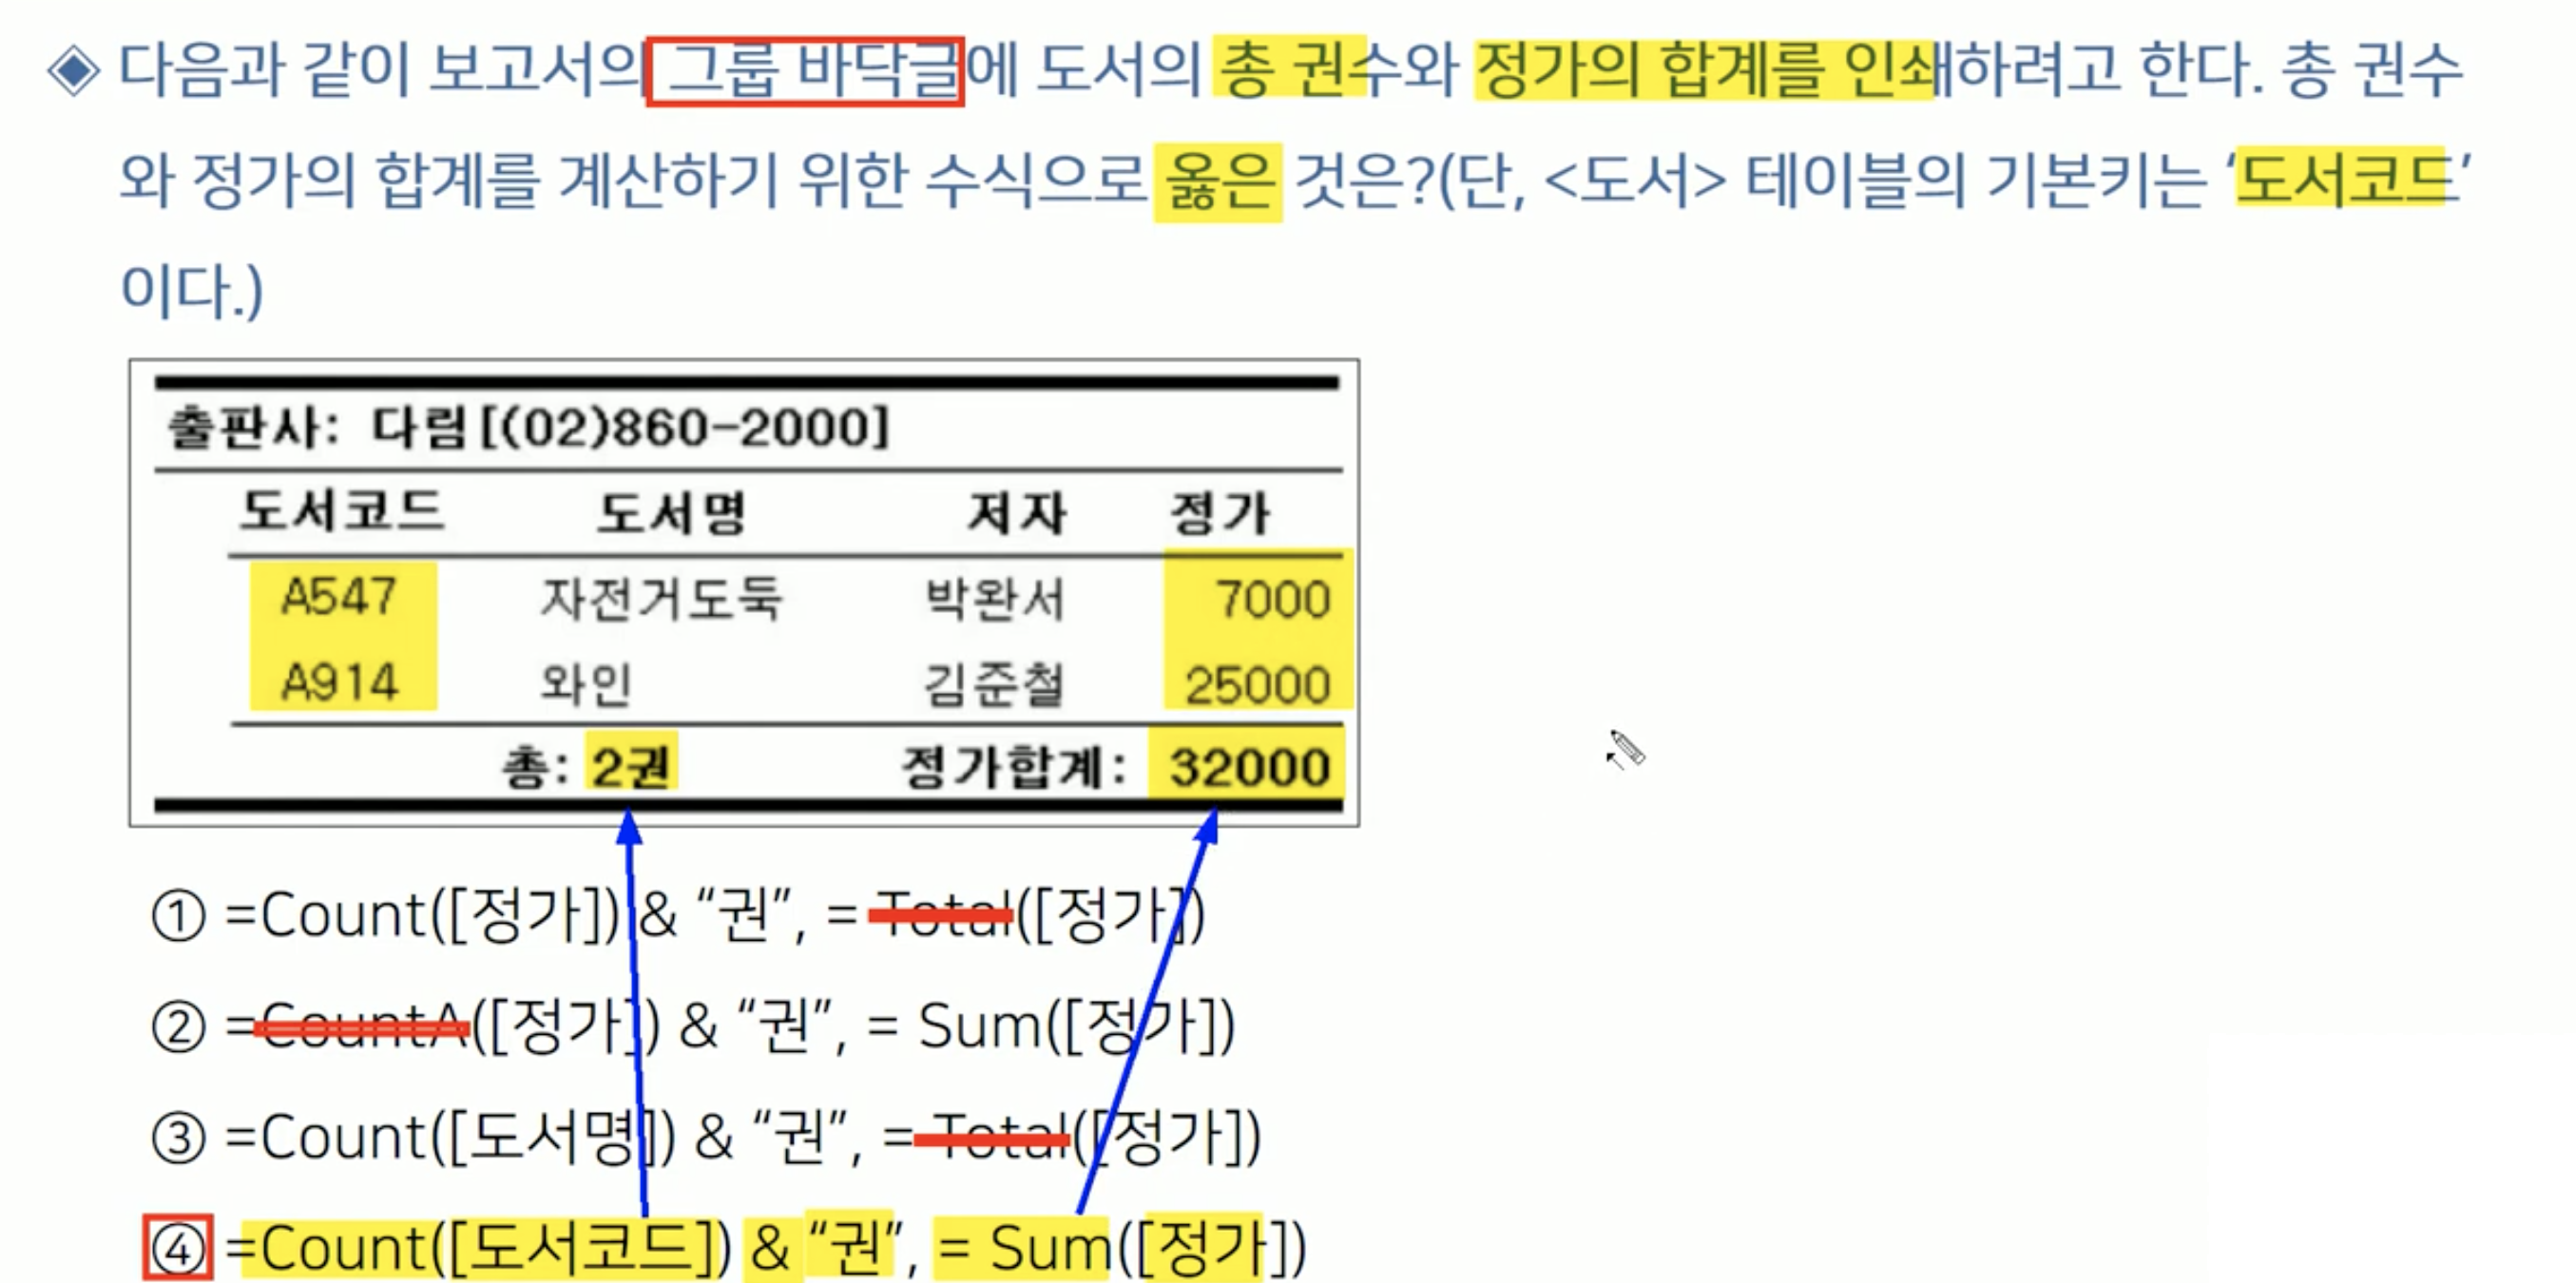 ◈ 다음과 같이 보고서의 그룹 바닥글에 도서의 총 권수와 정가의 합계를 인쇄하려고 한다. 총 권수
와 정가의 합계를 계산하기 위한 수식으로 옳은 것은?(단, <도서> 테이블의 기본키는 ‘도서코드’
이다.)
출판사: 다림[(02)860-2000]
도서코드 도서명 저자 정가
A547 자전거도둑 박완서 7000
A914 와인 김준철 25000
총: 2권 정가합계: 32000
① =Count([정가]) & “권”, = Total([정가])
② =CountA([정가]) & “권”, = Sum([정가])
③ =Count([도서명]) & “권”, = Total([정가])
④ =Count([도서코드]) & “권”, = Sum([정가])